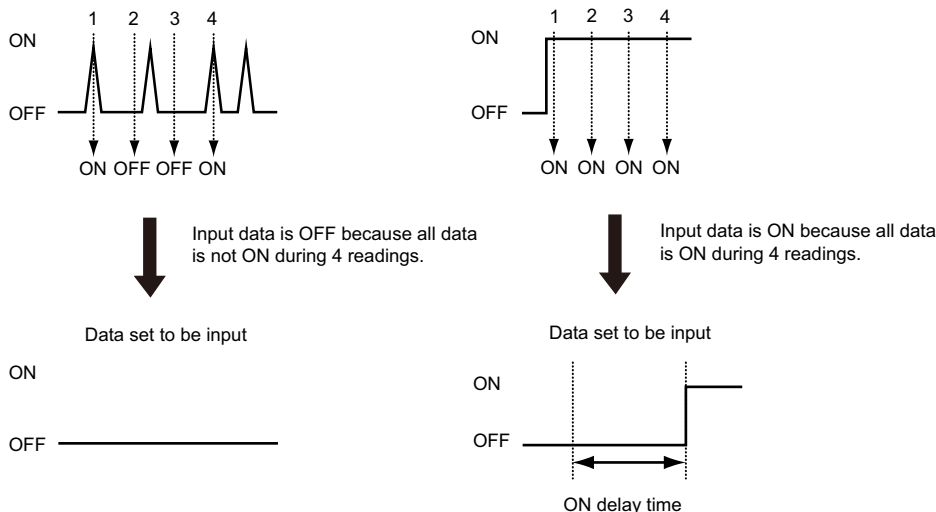 1 2 3 4
ON
OFF
ON OFF OFF ON
Input data is OFF because all data
is not ON during 4 readings.
Data set to be input
ON
OFF
1 2 3 4
ON
OFF
ON ON ON ON
Input data is ON because all data
is ON during 4 readings.
Data set to be input
ON
OFF
ON delay time